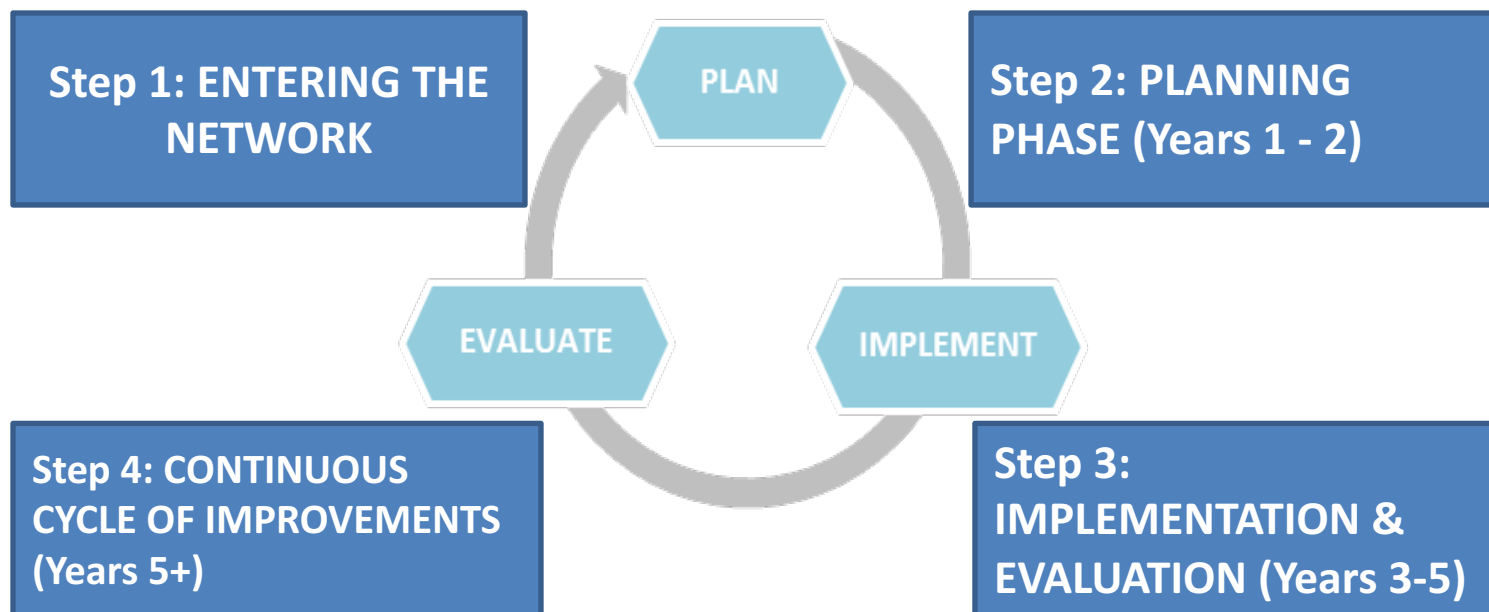 Step 1: ENTERING THE
NETWORK
PLAN
Step 2: PLANNING
PHASE (Years 1 - 2)
EVALUATE
IMPLEMENT
Step 4: CONTINUOUS
CYCLE OF IMPROVEMENTS
(Years 5+)
Step 3:
IMPLEMENTATION &
EVALUATION (Years 3-5)